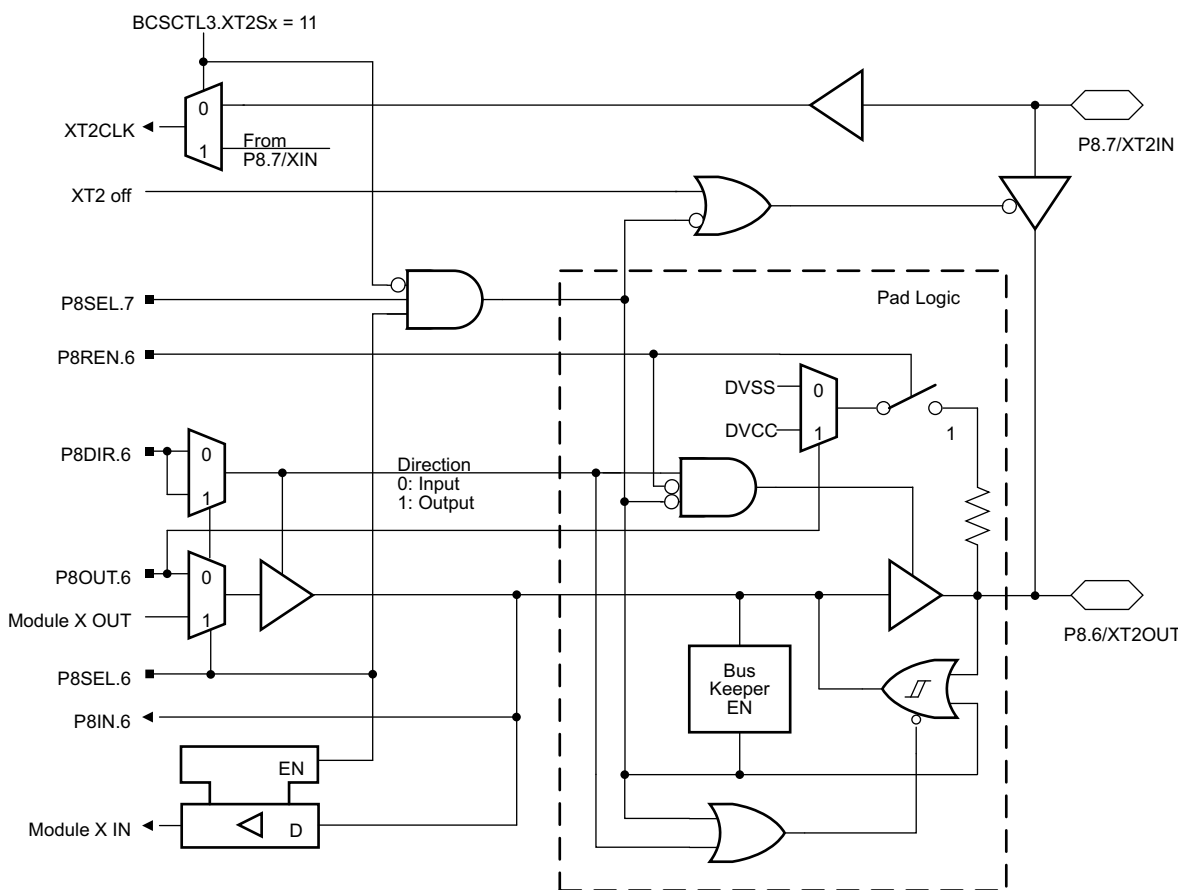 BCSCTL3.XT2Sx = 11
0
XT2CLK
1
From
P8.7/XIN
P8.7/XT2IN
XT2 off
P8SEL.7
Pad Logic
P8REN.6
DVSS
0
DVCC
1
1
P8DIR.6
0
1
Direction
0: Input
1: Output
P8OUT.6
0
Module X OUT
1
P8.6/XT2OUT
P8SEL.6
Bus
Keeper
EN
P8IN.6
EN
Module X IN
D